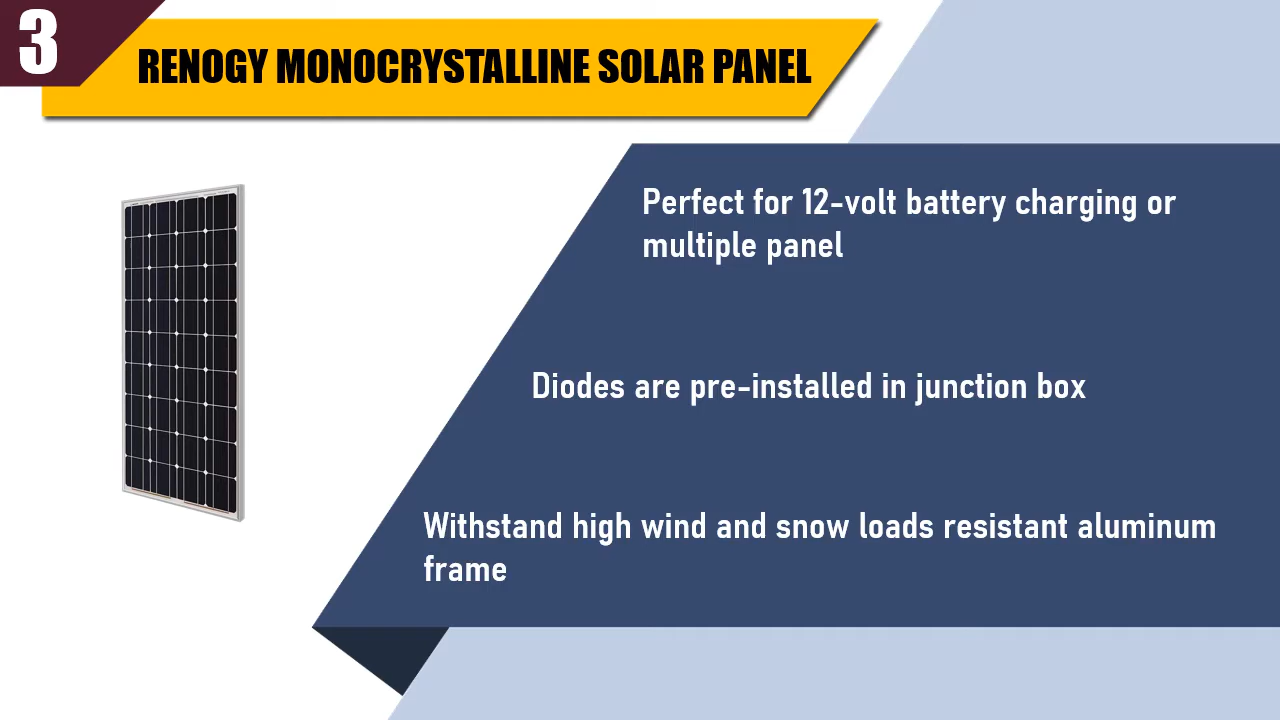 3
RENOGY MONOCRYSTALLINE SOLAR PANEL
Perfect for 12-volt battery charging or
multiple panel
Diodes are pre-installed in junction box
Withstand high wind and snow loads resistant aluminum
frame